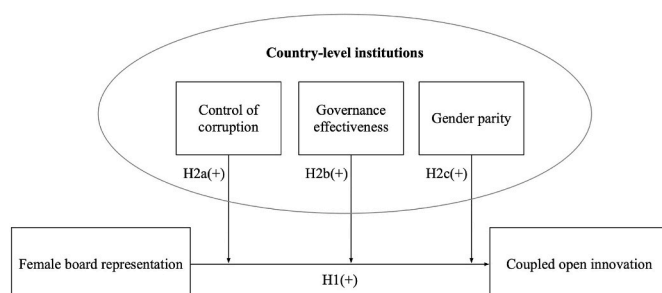 Country-level institutions
Control of
corruption
Governance
effectiveness
Gender parity
H2a(+)
H2b(+)
H2c(+)
Female board representation
H1(+)
Coupled open innovation